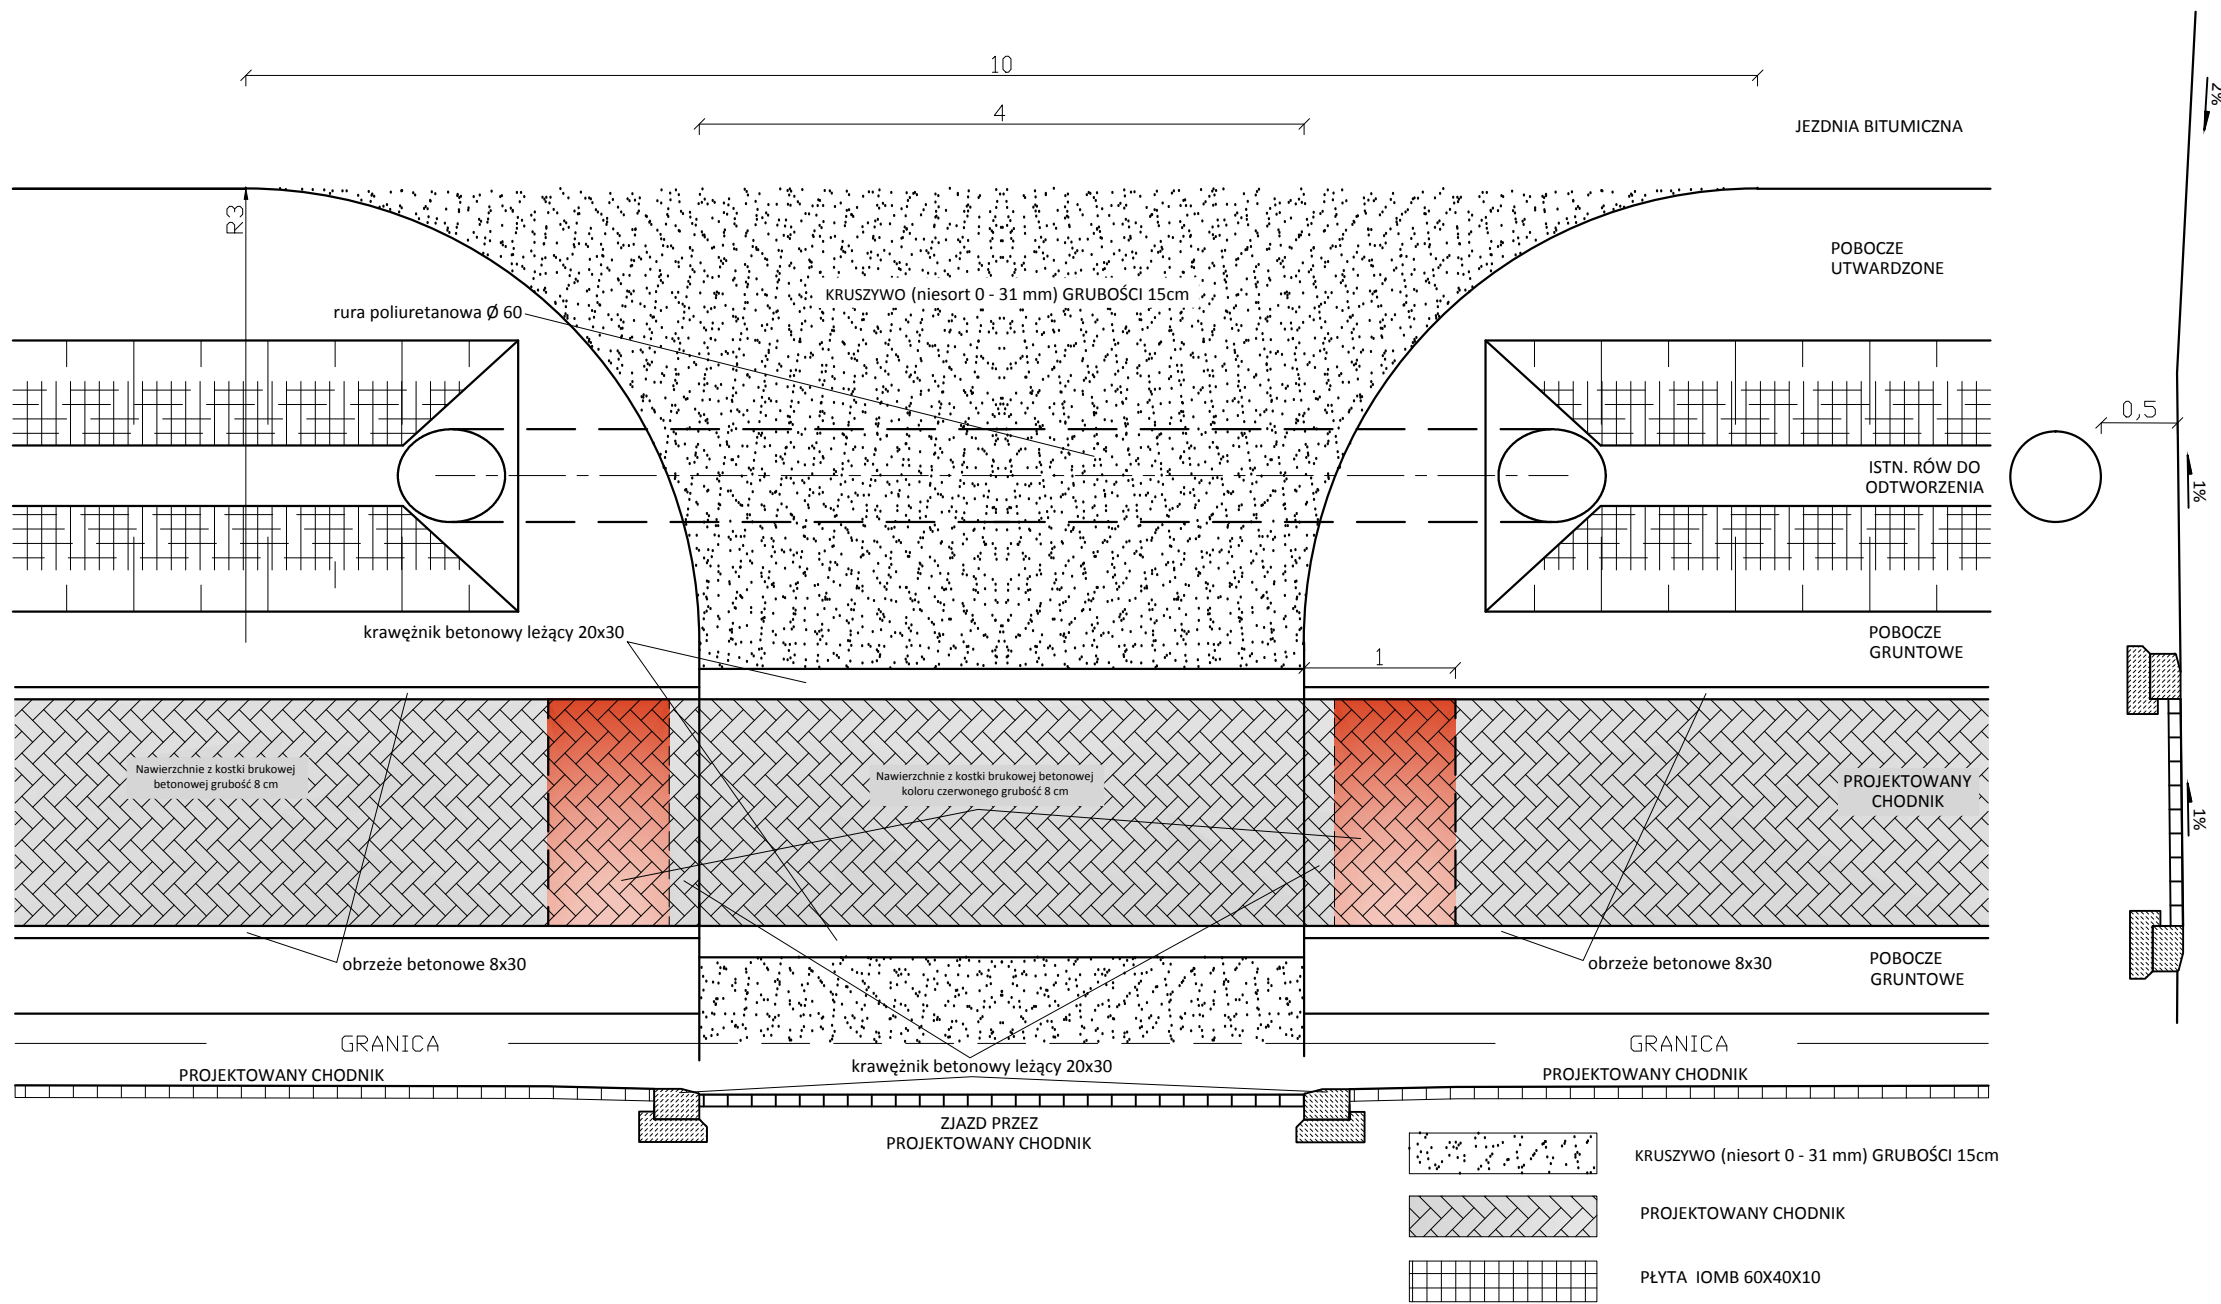 10
4
JEZDNIA BITUMICZNA
2%
R3
POBOCZE
UTWARDZONE
KRUSZYWO (niesort 0 - 31 mm) GRUBOŚCI 15cm
rura poliuretanowa Ø 60
0,5
ISTN. RÓW DO
ODTWORZENIA
1%
krawężnik betonowy leżący 20x30
POBOCZE
GRUNTOWE
1
Nawierzchnie z kostki brukowej
betonowej grubość 8 cm
Nawierzchnie z kostki brukowej betonowej
koloru czerwonego grubość 8 cm
PROJEKTOWANY
CHODNIK
1%
obrzeże betonowe 8x30
obrzeże betonowe 8x30
POBOCZE
GRUNTOWE
GRANICA
GRANICA
krawężnik betonowy leżący 20x30
PROJEKTOWANY CHODNIK
PROJEKTOWANY CHODNIK
ZJAZD PRZEZ
PROJEKTOWANY CHODNIK
KRUSZYWO (niesort 0 - 31 mm) GRUBOŚCI 15cm
PROJEKTOWANY CHODNIK
PŁYTA IOMB 60X40X10